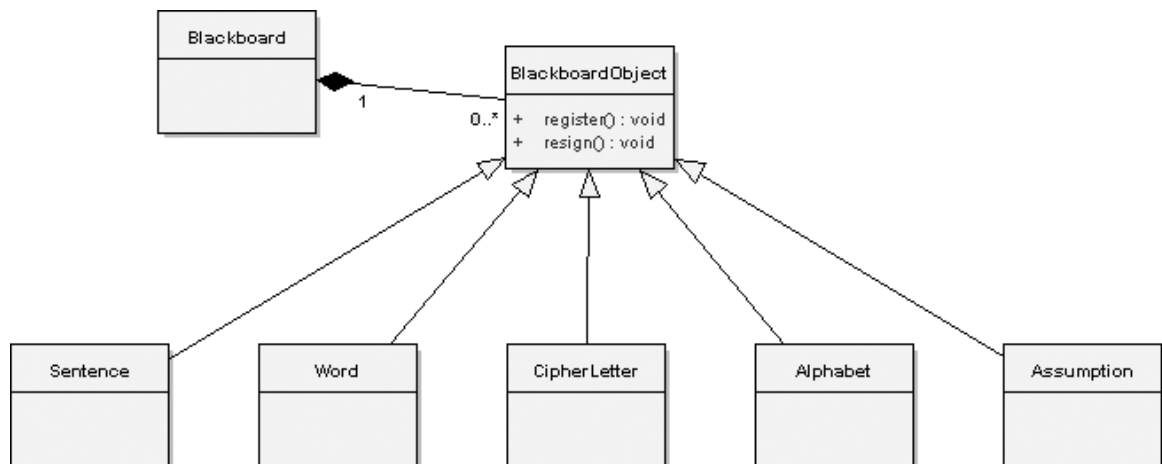 Blackboard
BlackboardObject
1
0..*
+ register() : void
+ resign() : void
Sentence
Word
CipherLetter
Alphabet
Assumption